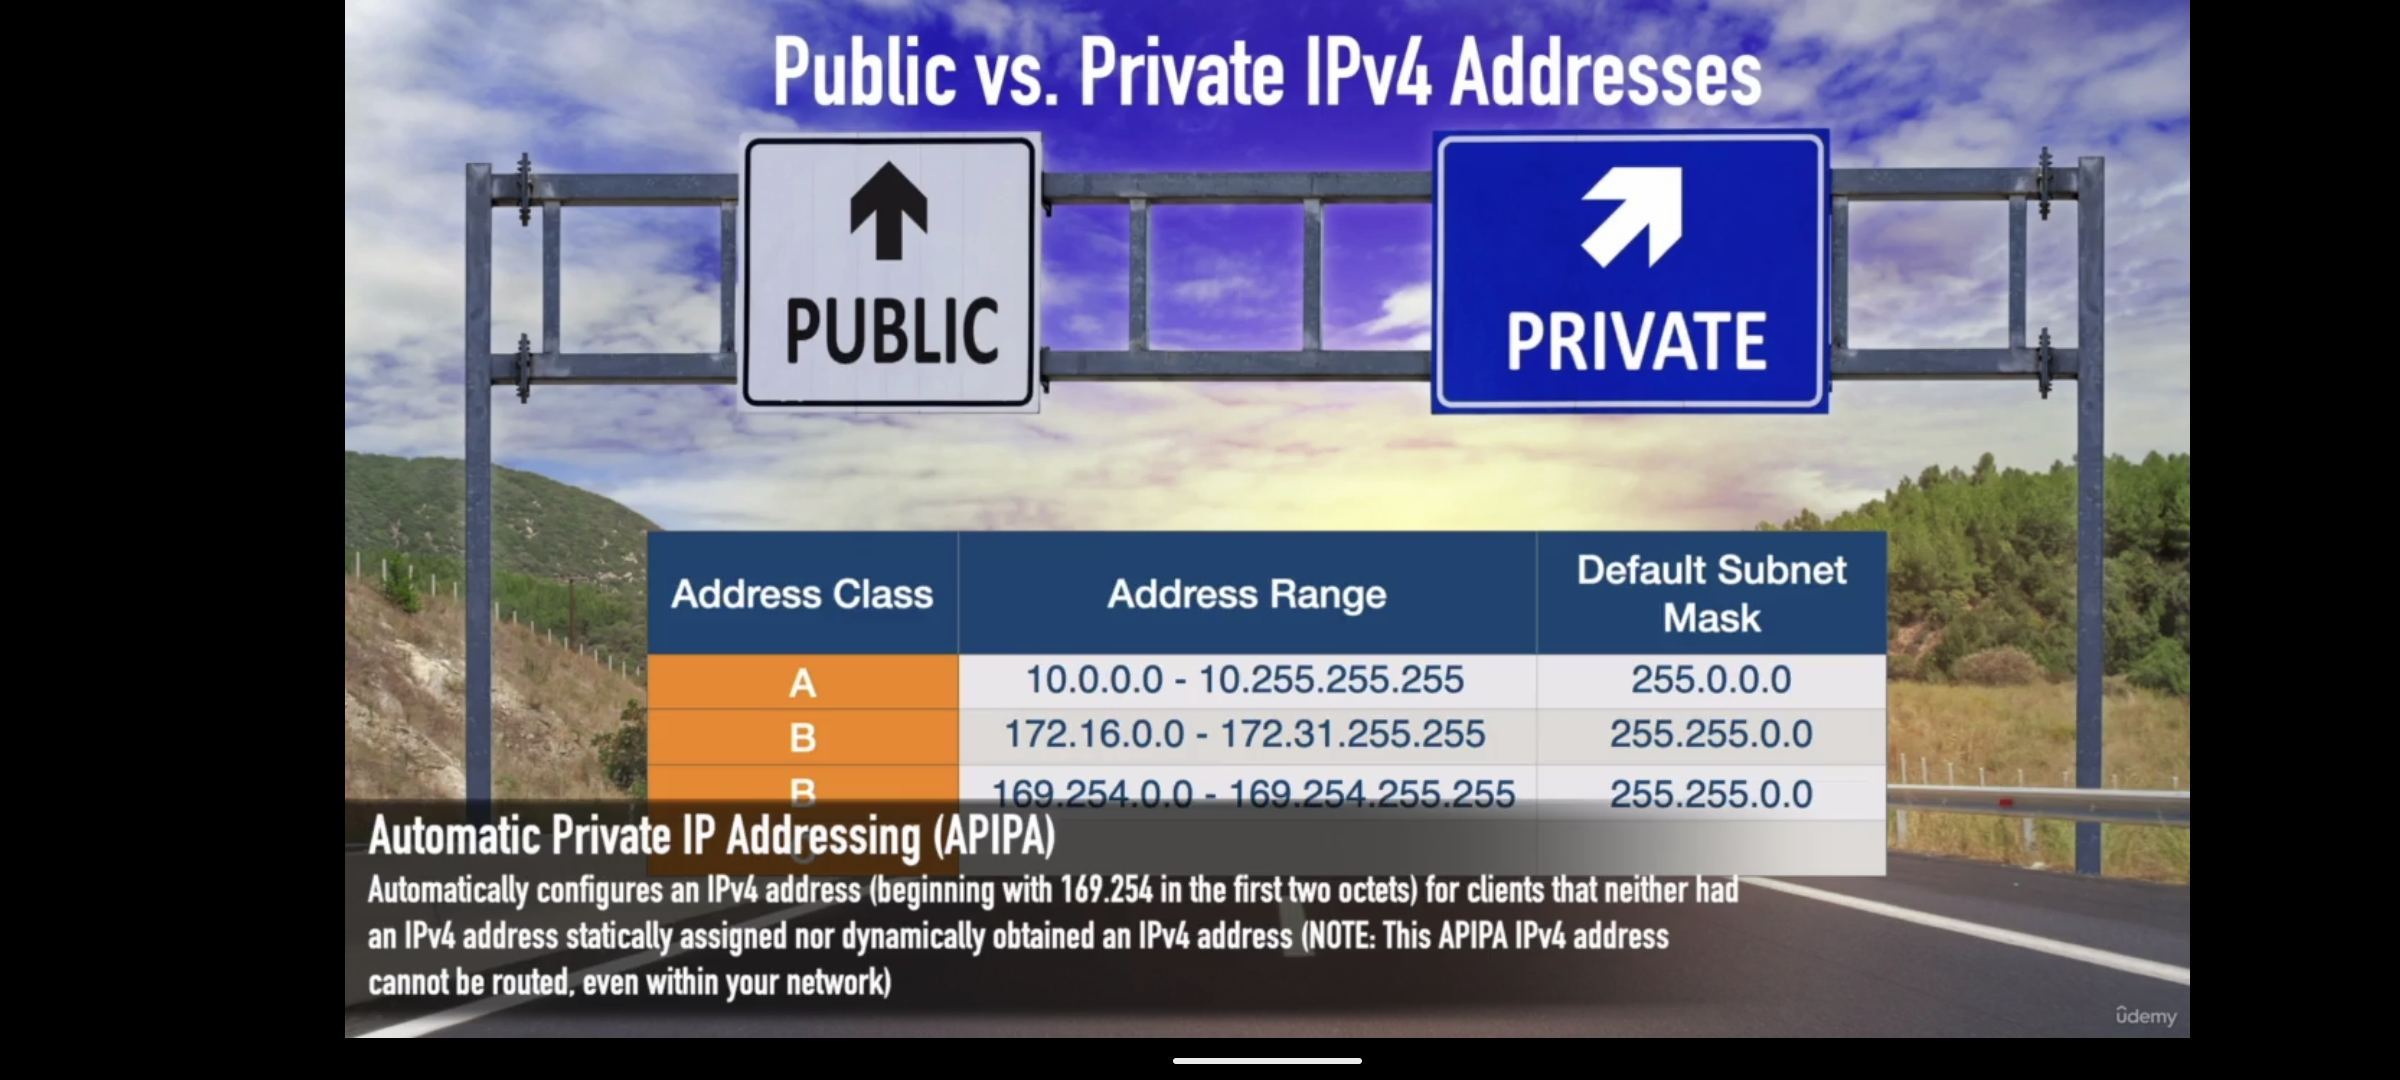 Public vs. Private IPv4 Addresses
PUBLIC
PRIVATE
Address Class
Address Range
Default Subnet
Mask
A
10.0.0.0 - 10.255.255.255
255.0.0.0
B
172.16.0.0 - 172.31.255.255
255.255.0.0
B
169.254.0.0 - 169.254.255.255
255.255.0.0
C
Automatic Private IP Addressing (APIPA)
Automatically configures an IPv4 address (beginning with 169.254 in the first two octets) for clients that neither had
an IPv4 address statically assigned nor dynamically obtained an IPv4 address (NOTE: This APIPA IPv4 address
cannot be routed, even within your network)
ûdemy